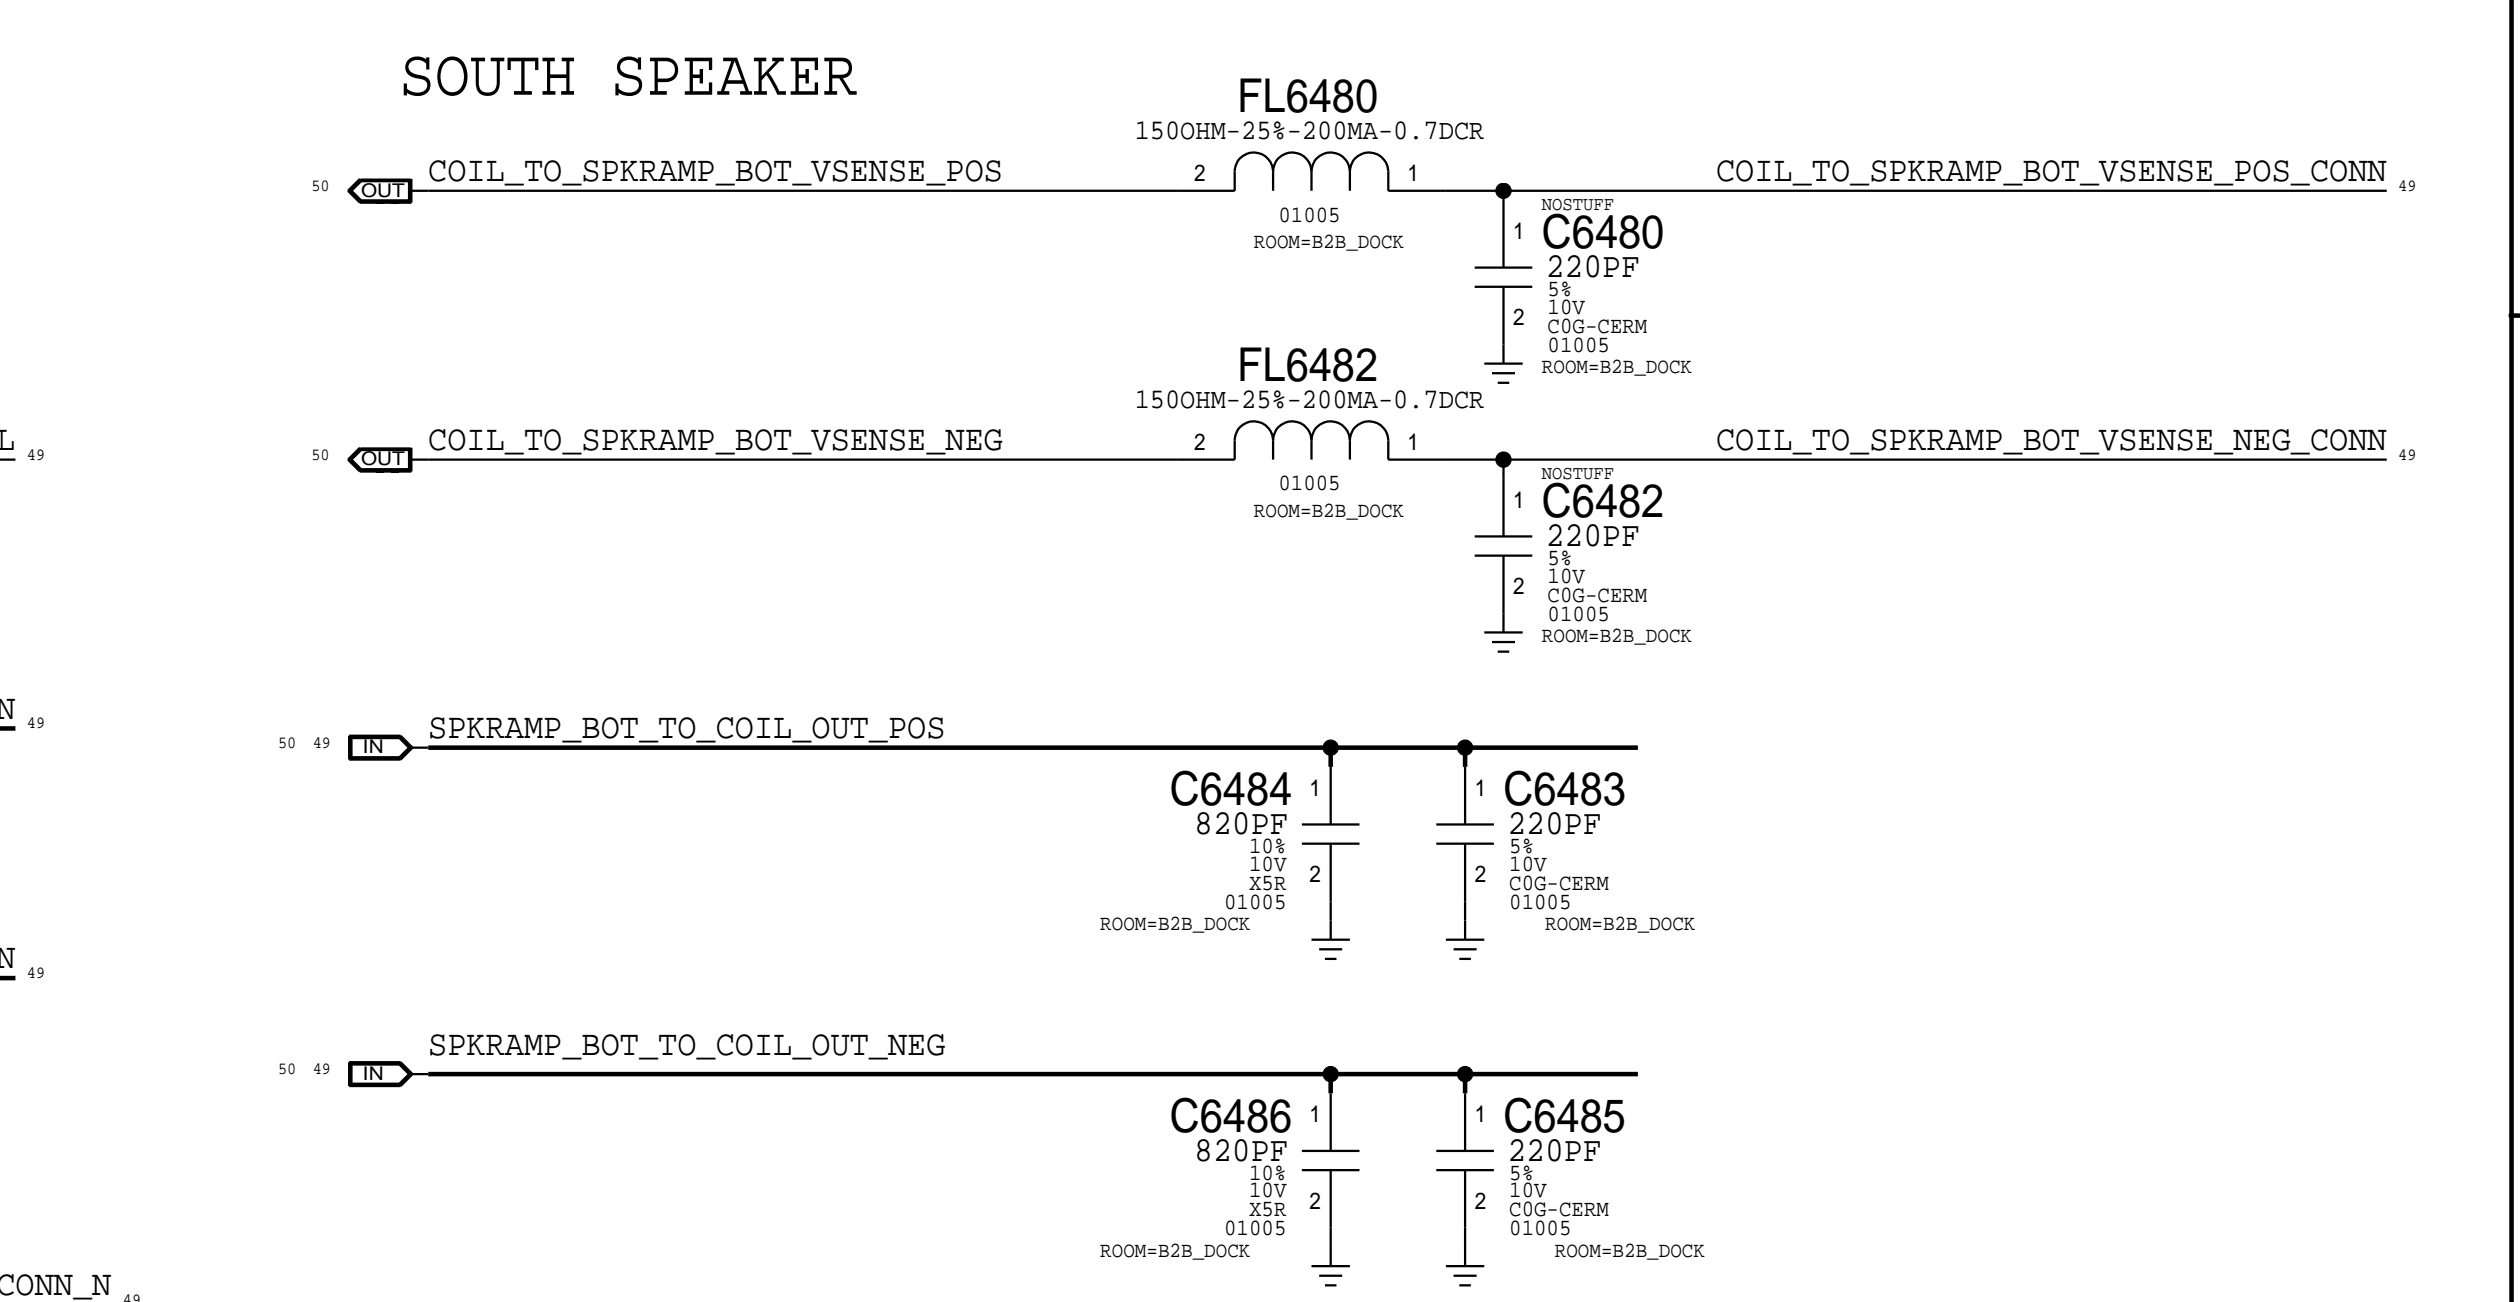 SOUTH SPEAKER
FL6480
150OHM-25%-200MA-0.7DCR
50 OUT COIL_TO_SPKRAMP_BOT_VSENSE_POS 2 1 COIL_TO_SPKRAMP_BOT_VSENSE_POS_CONN 49
01005
ROOM=B2B_DOCK
NOSTUFF
1 C6480
220PF
5%
10V
2 C0G-CERM
01005
ROOM=B2B_DOCK
FL6482
150OHM-25%-200MA-0.7DCR
L 49
50 OUT COIL_TO_SPKRAMP_BOT_VSENSE_NEG 2 1 COIL_TO_SPKRAMP_BOT_VSENSE_NEG_CONN 49
01005
ROOM=B2B_DOCK
NOSTUFF
1 C6482
220PF
5%
10V
2 C0G-CERM
01005
ROOM=B2B_DOCK
N 49
50 49 IN SPKRAMP_BOT_TO_COIL_OUT_POS
C6484 1
820PF
10%
10V
2
X5R
01005
ROOM=B2B_DOCK
1 C6483
220PF
5%
10V
2
C0G-CERM
01005
ROOM=B2B_DOCK
N 49
50 49 IN SPKRAMP_BOT_TO_COIL_OUT_NEG
C6486 1
820PF
10%
10V
2
X5R
01005
ROOM=B2B_DOCK
1 C6485
220PF
5%
10V
2
C0G-CERM
01005
ROOM=B2B_DOCK
CONN_N 49